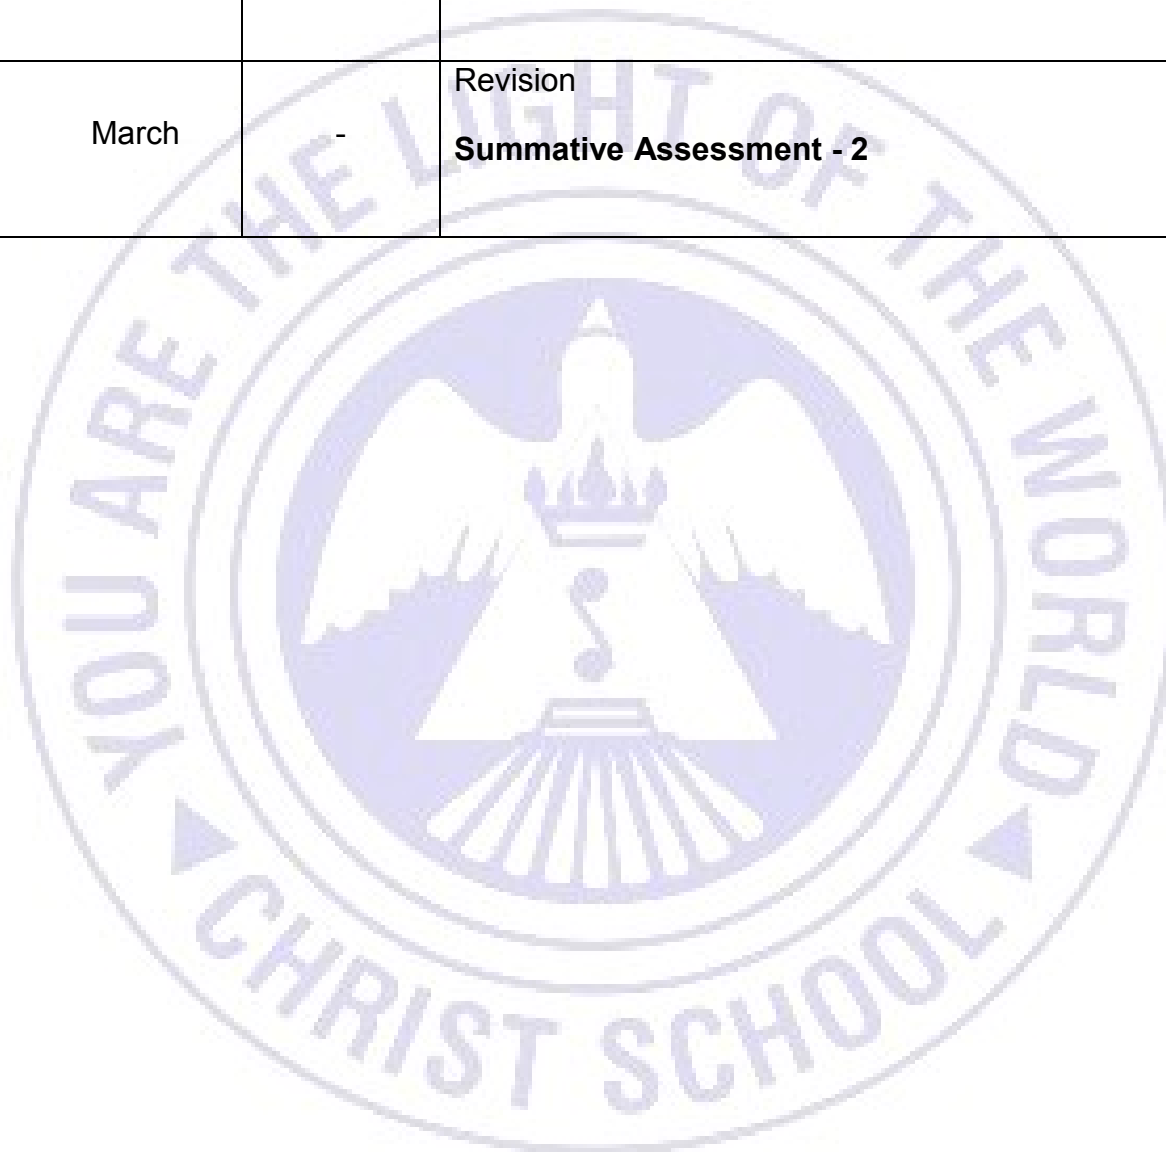 Revision
March -
Summative Assessment - 2
YOU ARE THE LIGHT OF THE WORLD
CHRIST SCHOOL